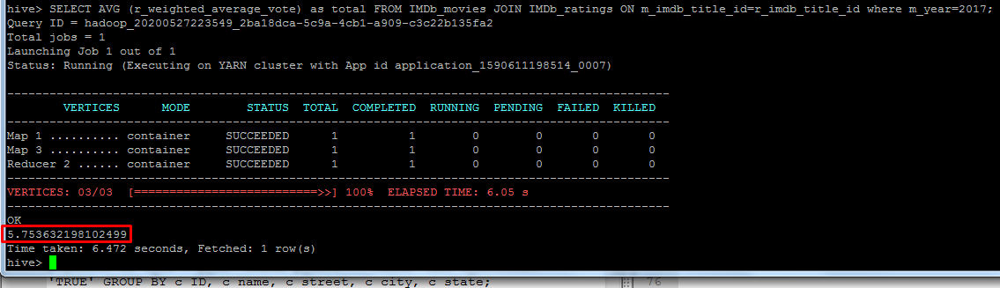 hive> SELECT AVG (r_weighted_average_vote) as total FROM IMDb_movies JOIN IMDb_ratings ON m_imdb_title_id=r_imdb_title_id where m_year=2017;
Query ID = hadoop_20200527223549_2ba18dca-5c9a-4cb1-a909-c3c22b135fa2
Total jobs = 1
Launching Job 1 out of 1
Status: Running (Executing on YARN cluster with App id application_1590611198514_0007)
----------------------------------------------------------------------------------------------
VERTICES MODE STATUS TOTAL COMPLETED RUNNING PENDING FAILED KILLED
----------------------------------------------------------------------------------------------
Map 1 .......... container SUCCEEDED 1 1 0 0 0 0
Map 3 .......... container SUCCEEDED 1 1 0 0 0 0
Reducer 2 ...... container SUCCEEDED 1 1 0 0 0 0
----------------------------------------------------------------------------------------------
VERTICES: 03/03 [==========================>>] 100% ELAPSED TIME: 6.05 s
----------------------------------------------------------------------------------------------
OK
5.753632198102499
Time taken: 6.472 seconds, Fetched: 1 row(s)
hive>
'TRUE' GROUP BY c_ID, c_name, c_street, c_city, c_state;
76